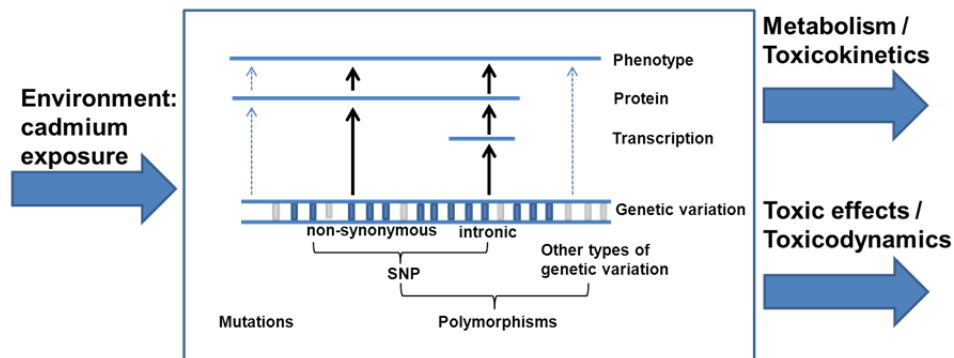 Environment:
cadmium
exposure
Phenotype
Protein
Transcription
Genetic variation
non-synonymous
intronic
SNP
Other types of
genetic variation
Mutations
Polymorphisms
Metabolism /
Toxicokinetics
Toxic effects /
Toxicodynamics